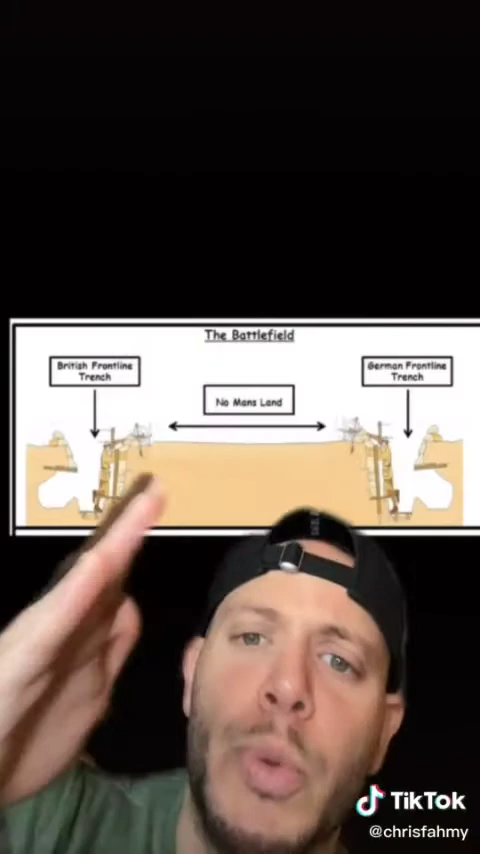 The Battlefield
British Frontline
Trench
No Mans Land
German Frontline
Trench
TikTok
@chrisfahmy